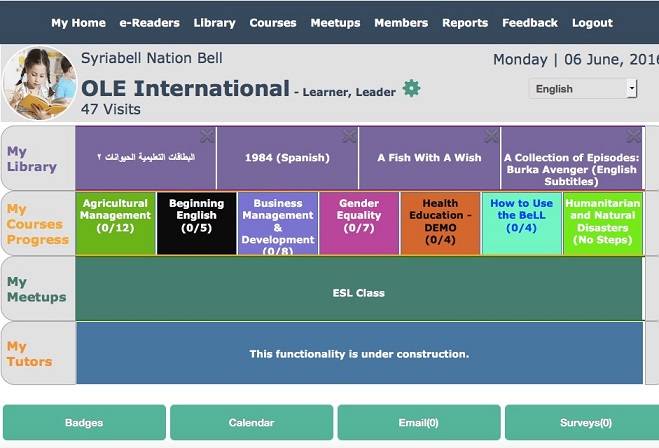 My Home e-Readers Library Courses Meetups Members Reports Feedback Logout
Syriabell Nation Bell
Monday | 06 June, 2016
OLE International - Learner, Leader
English
47 Visits
My
Library
البطاقات التعليمية الحيوانات ٢
1984 (Spanish)
A Fish With A Wish
A Collection of Episodes:
Burka Avenger (English
Subtitles)
My
Courses
Progress
Agricultural
Management
(0/12)
Beginning
English
(0/5)
Business
Management
&
Development
(0/8)
Gender
Equality
(0/7)
Health
Education -
DEMO
(0/4)
How to Use
the BeLL
(0/4)
Humanitarian
and Natural
Disasters
(No Steps)
My
Meetups
ESL Class
My
Tutors
This functionality is under construction.
Badges
Calendar
Email(0)
Surveys(0)